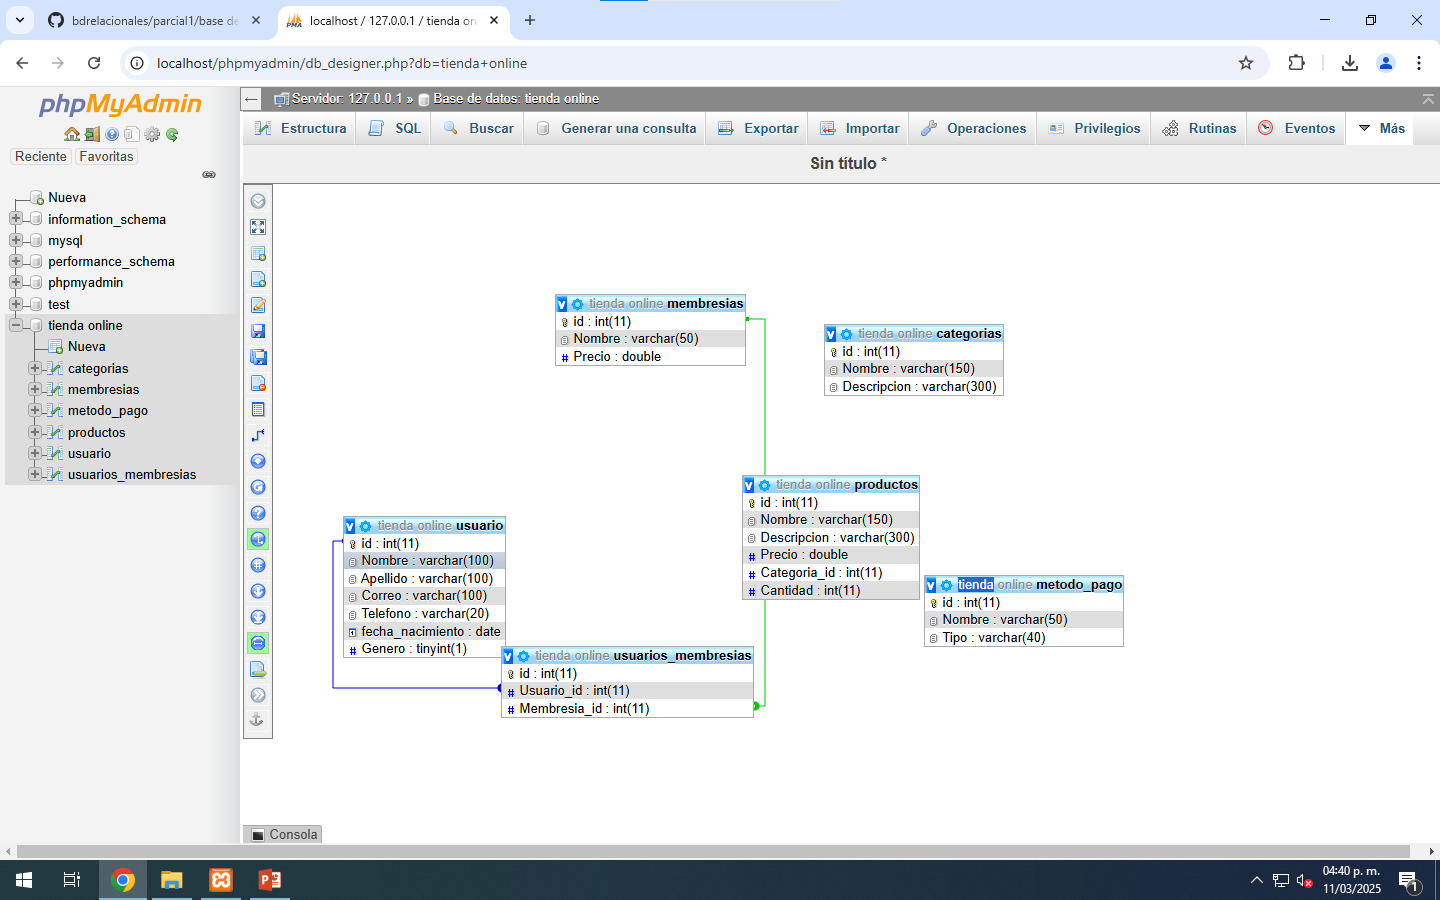 bdrelacionales/parcial1/base de
localhost / 127.0.0.1 / tienda on
localhost/phpmyadmin/db_designer.php?db=tienda+online
phpMyAdmin
Reciente
Favoritas
Nueva
information_schema
mysql
performance_schema
phpmyadmin
test
tienda online
Nueva
categorias
membresias
metodo_pago
productos
usuario
usuarios_membresias
Servidor: 127.0.0.1 » Base de datos: tienda online
Estructura
SQL
Buscar
Generar una consulta
Exportar
Importar
Operaciones
Privilegios
Rutinas
Eventos
Más
Sin título *
tienda online membresias
id : int(11)
Nombre : varchar(50)
Precio : double
tienda online categorias
id : int(11)
Nombre : varchar(150)
Descripcion : varchar(300)
tienda online productos
id : int(11)
Nombre : varchar(150)
Descripcion : varchar(300)
Precio : double
Categoria_id : int(11)
Cantidad : int(11)
tienda online usuario
id : int(11)
Nombre : varchar(100)
Apellido : varchar(100)
Correo : varchar(100)
Telefono : varchar(20)
fecha_nacimiento : date
Genero : tinyint(1)
tienda online metodo_pago
id : int(11)
Nombre : varchar(50)
Tipo : varchar(40)
tienda online usuarios_membresias
id : int(11)
Usuario_id : int(11)
Membresia_id : int(11)
Consola
04:40 p. m.
11/03/2025
1